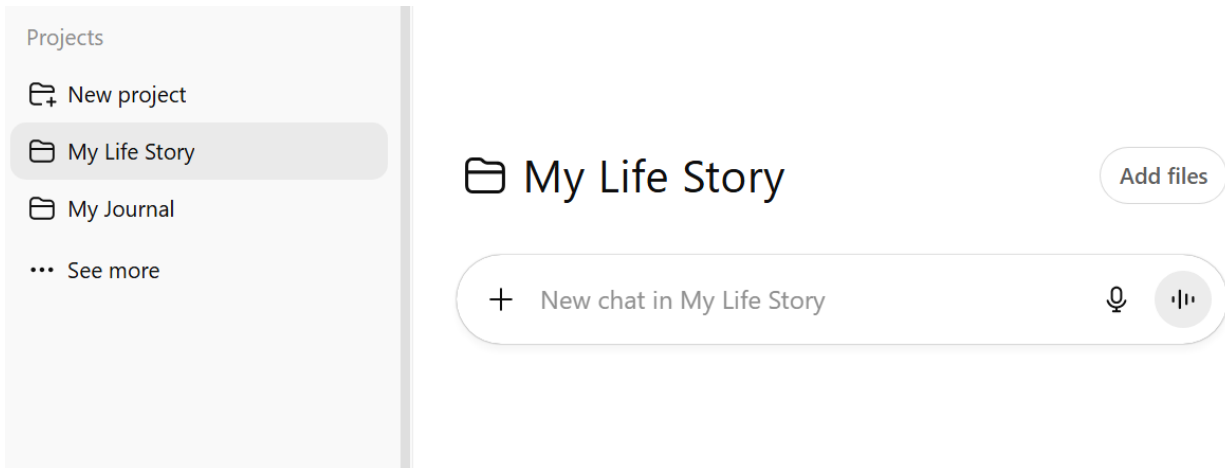 Projects
New project
My Life Story
My Journal
See more
My Life Story
Add files
New chat in My Life Story